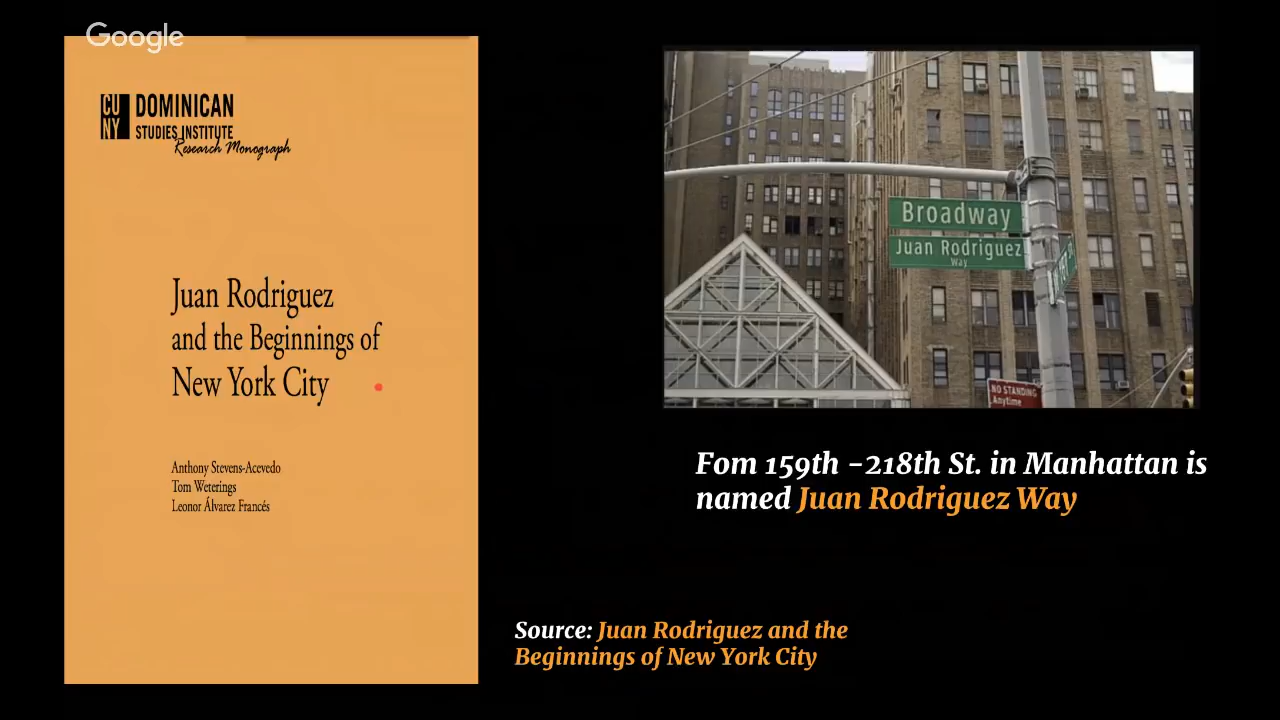 Google
CU
NY
DOMINICAN
STUDIES INSTITUTE
Research Monograph
Juan Rodriguez
and the Beginnings of
New York City
Anthony Stevens-Acevedo
Tom Weterings
Leonor Álvarez Francés
Broadway
Juan Rodriguez
Way
NO STANDING
Anytime
Fom 159th -218th St. in Manhattan is
named Juan Rodriguez Way
Source: Juan Rodriguez and the
Beginnings of New York City